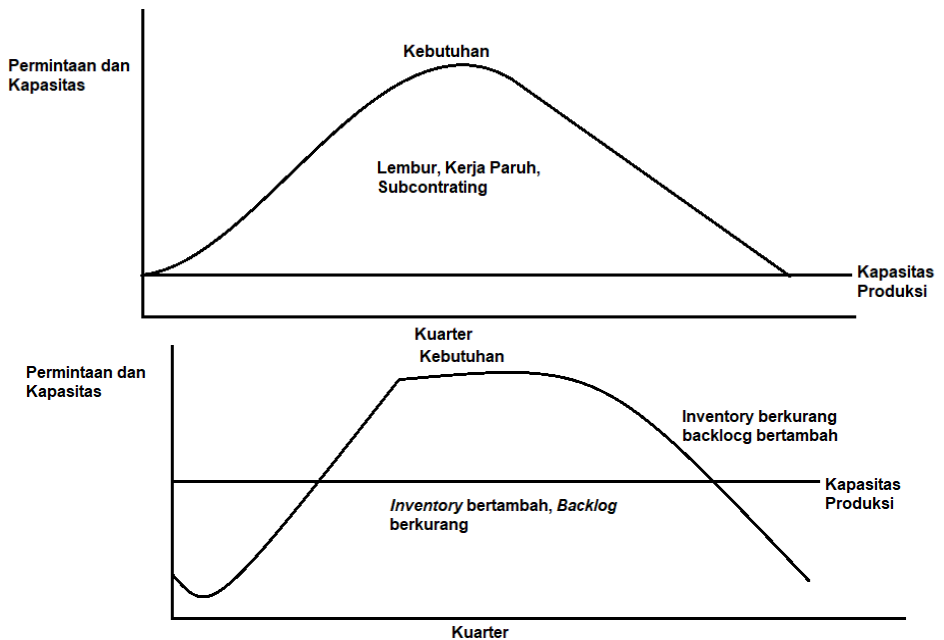 Permintaan dan
Kapasitas
Kebutuhan
Lembur, Kerja Paruh,
Subcontrating
Kapasitas
Produksi
Kuarter
Kebutuhan
Permintaan dan
Kapasitas
Inventory berkurang
backlocg bertambah
Kapasitas
Produksi
Inventory bertambah, Backlog
berkurang
Kuarter